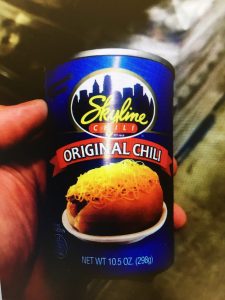 Skyline
CHILI
ORIGINAL CHILI
NET WT 10.5 OZ. (298g)